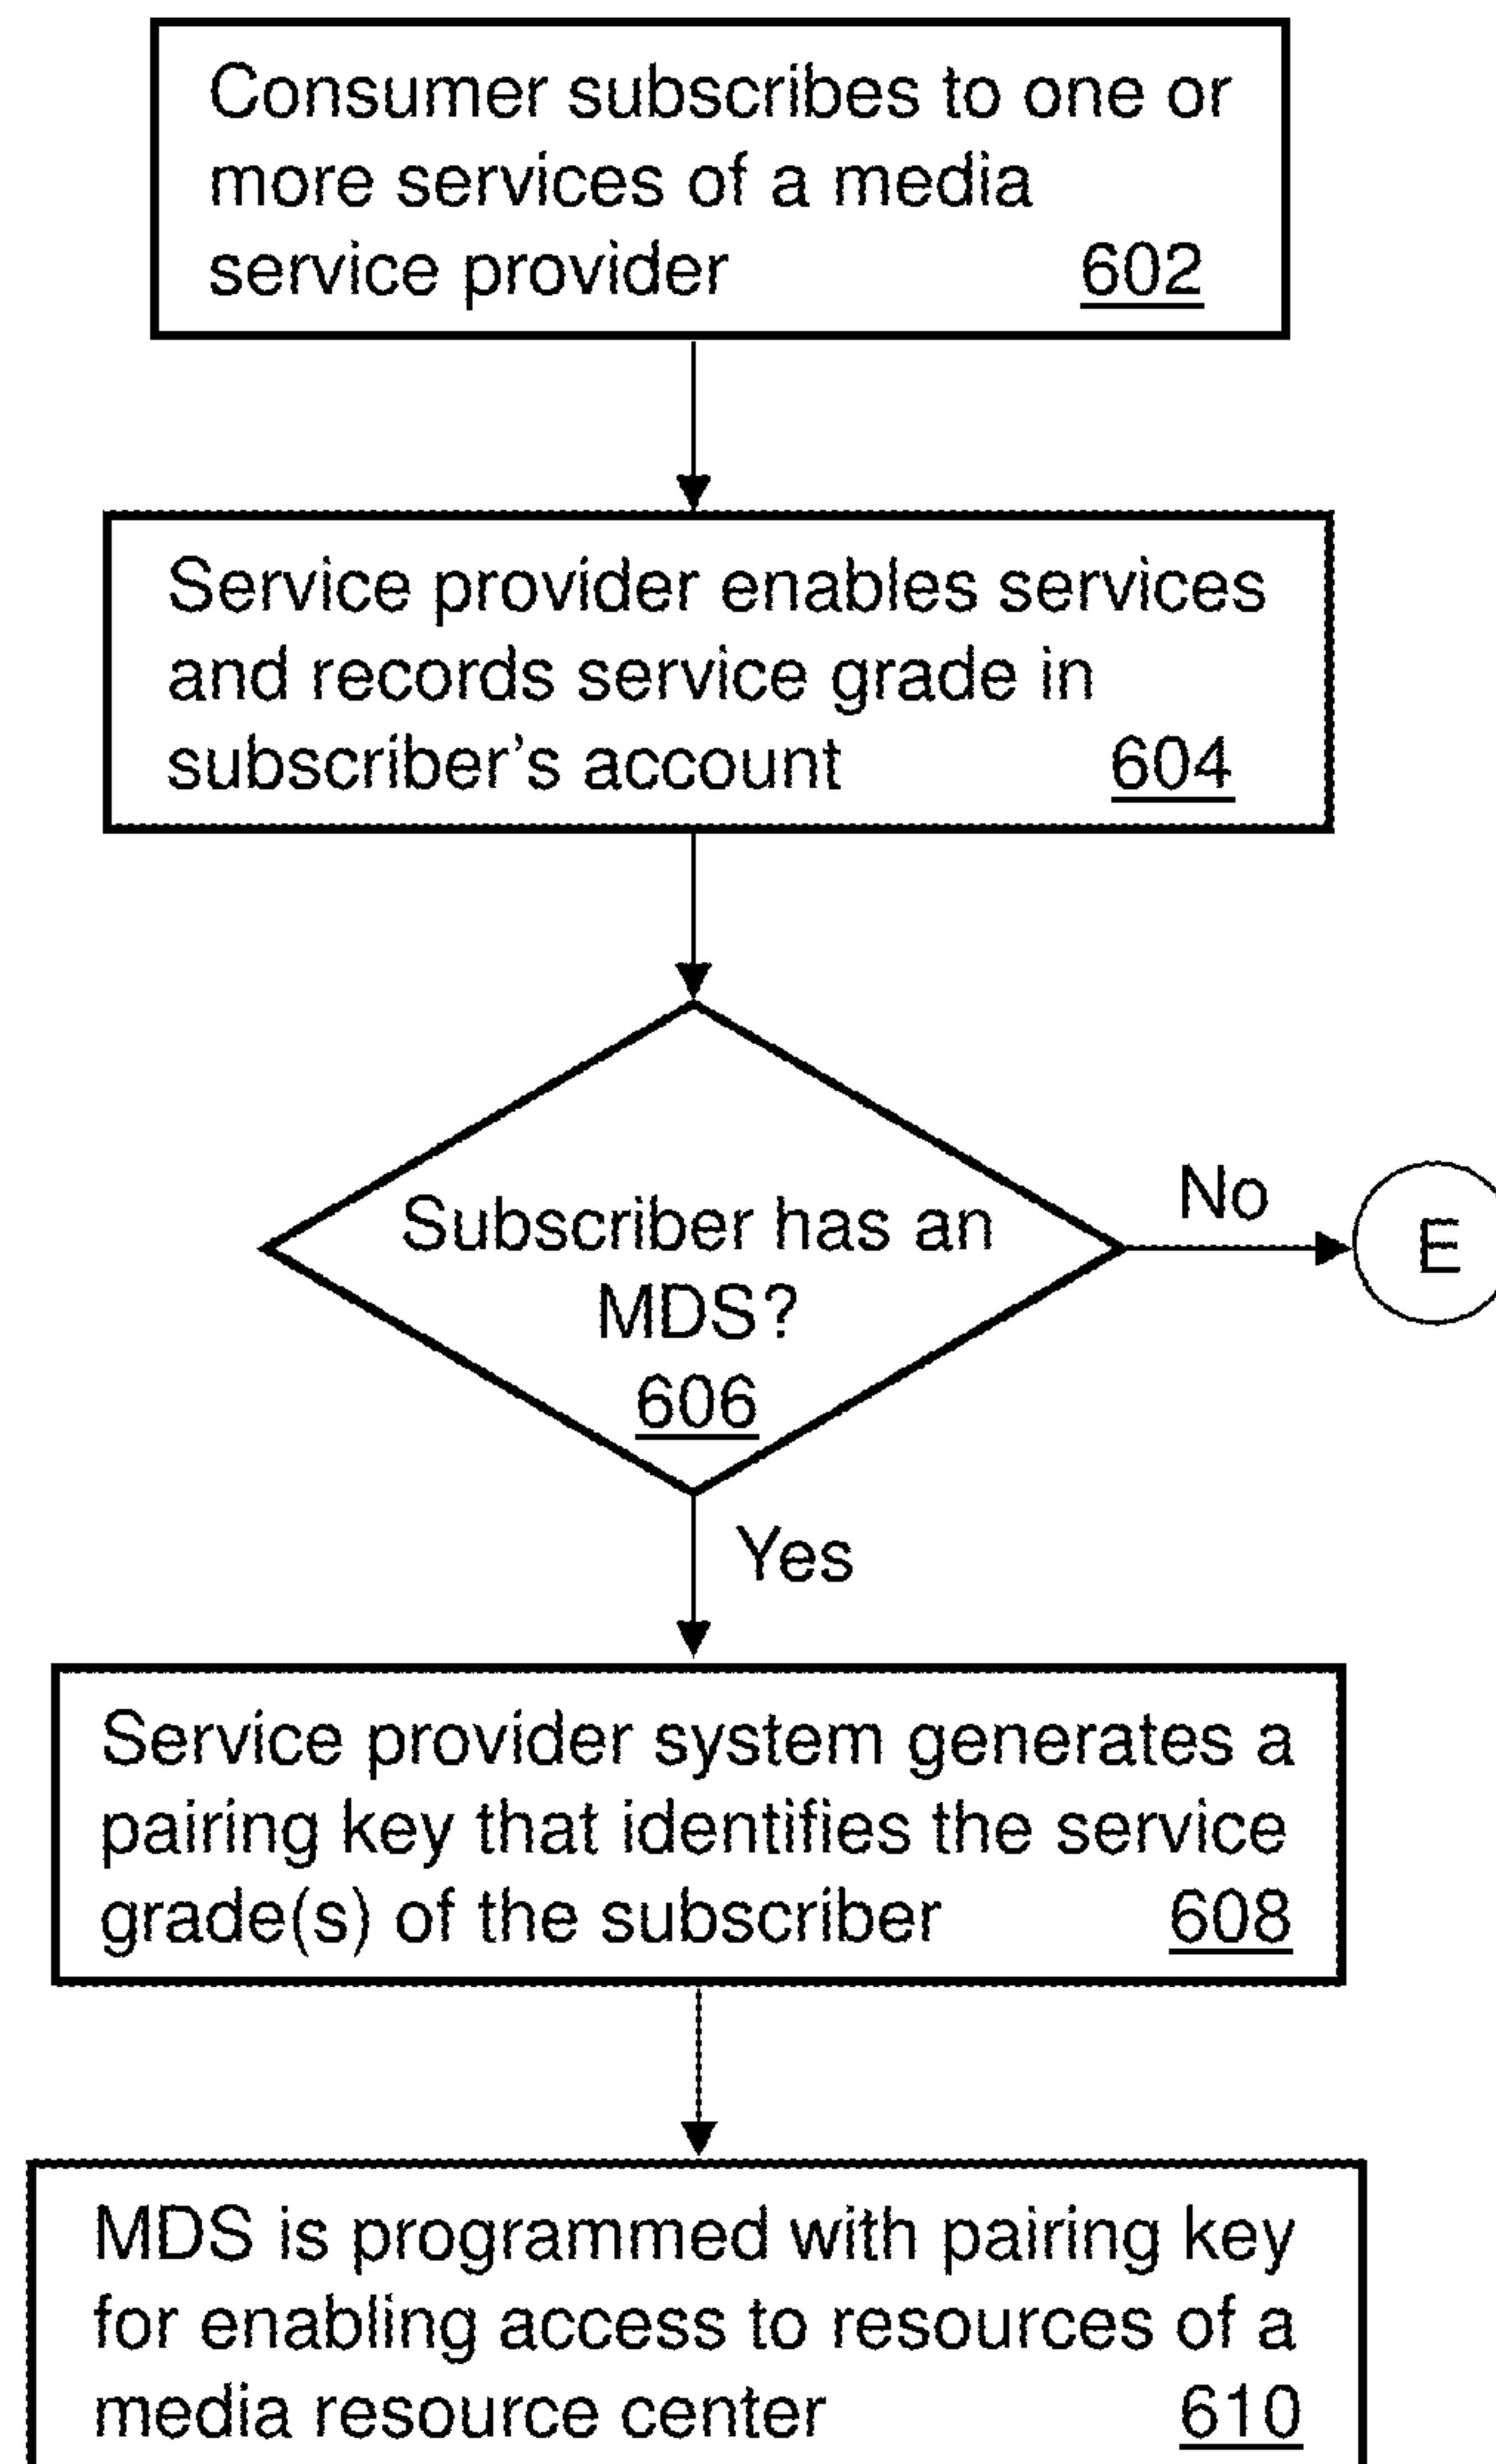 Consumer subscribes to one or
more services of a media
service provider 602
Service provider enables services
and records service grade in
subscriber's account 604
Subscriber has an
MDS?
606
No
E
Yes
Service provider system generates a
pairing key that identifies the service
grade(s) of the subscriber 608
MDS is programmed with pairing key
for enabling access to resources of a
media resource center 610